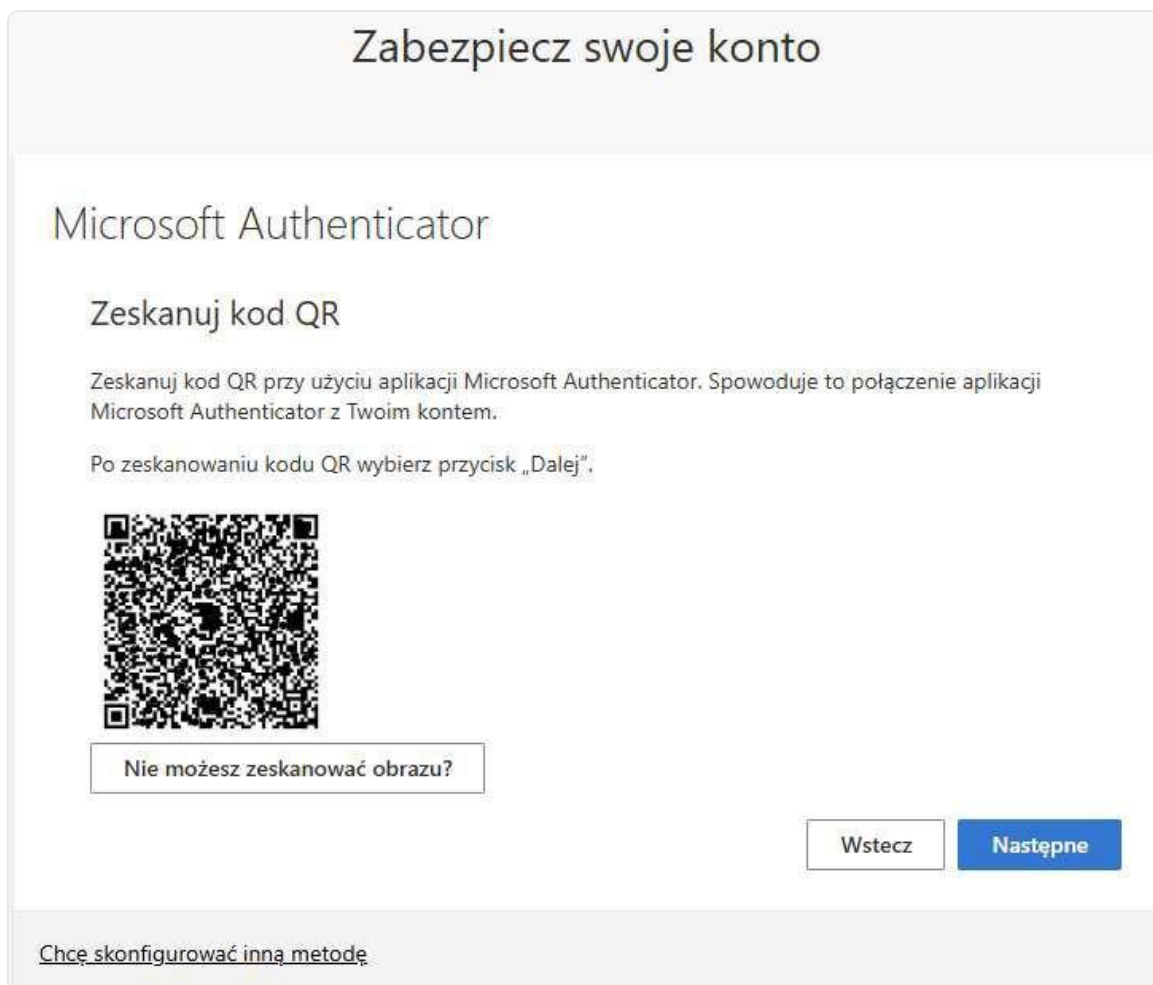 Zabezpiecz swoje konto
Microsoft Authenticator
Zeskanuj kod QR
Zeskanuj kod QR przy użyciu aplikacji Microsoft Authenticator. Spowoduje to połączenie aplikacji
Microsoft Authenticator z Twoim kontem.
Po zeskanowaniu kodu QR wybierz przycisk „Dalej”.
Nie możesz zeskanować obrazu?
Wstecz
Następne
Chcę skonfigurować inną metodę